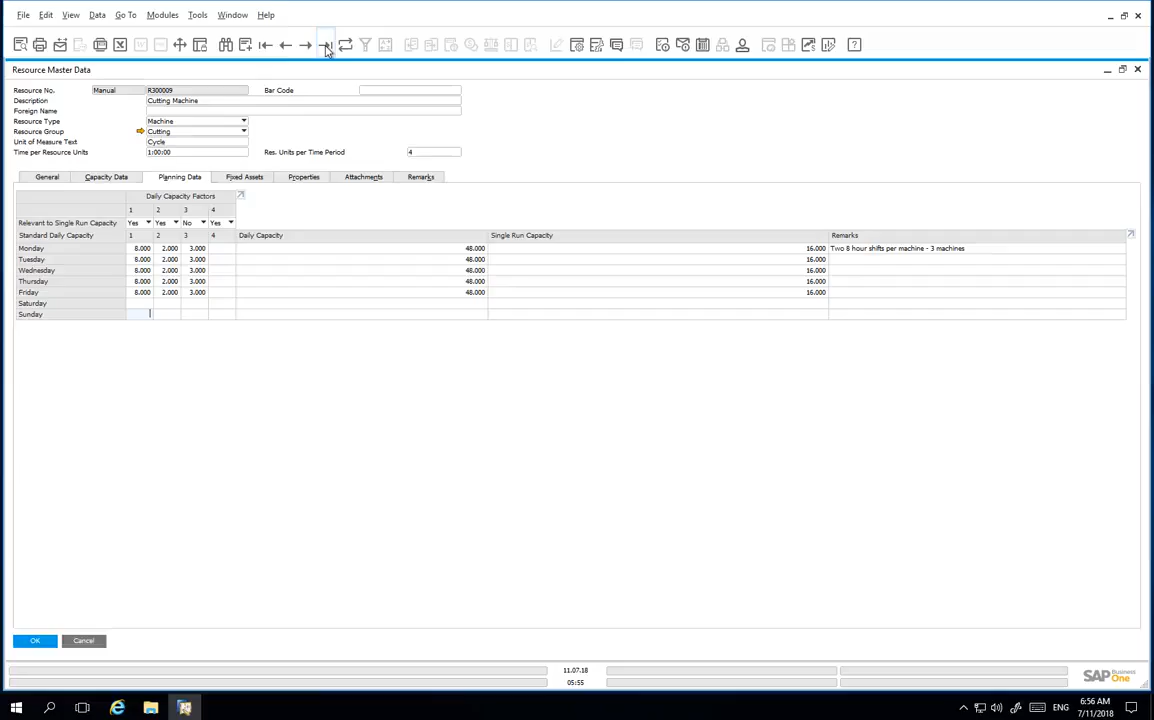 File Edit View Data Go To Modules Tools Window Help
Resource Master Data
Resource No. Manual R300009 Bar Code
Description Cutting Machine
Foreign Name
Resource Type Machine
Resource Group Cutting
Unit of Measure Text Cycle
Time per Resource Units 1:00:00 Res. Units per Time Period 4
General Capacity Data Planning Data Fixed Assets Properties Attachments Remarks
Daily Capacity Factors
1 2 3 4
Relevant to Single Run Capacity Yes Yes No Yes
Standard Daily Capacity 1 2 3 4 Daily Capacity Single Run Capacity Remarks
Monday 8.000 2.000 3.000 48.000 16.000 Two 8 hour shifts per machine - 3 machines
Tuesday 8.000 2.000 3.000 48.000 16.000
Wednesday 8.000 2.000 3.000 48.000 16.000
Thursday 8.000 2.000 3.000 48.000 16.000
Friday 8.000 2.000 3.000 48.000 16.000
Saturday
Sunday
OK Cancel
11.07.18
05:55
SAP Business One
ENG 6:56 AM
7/11/2018